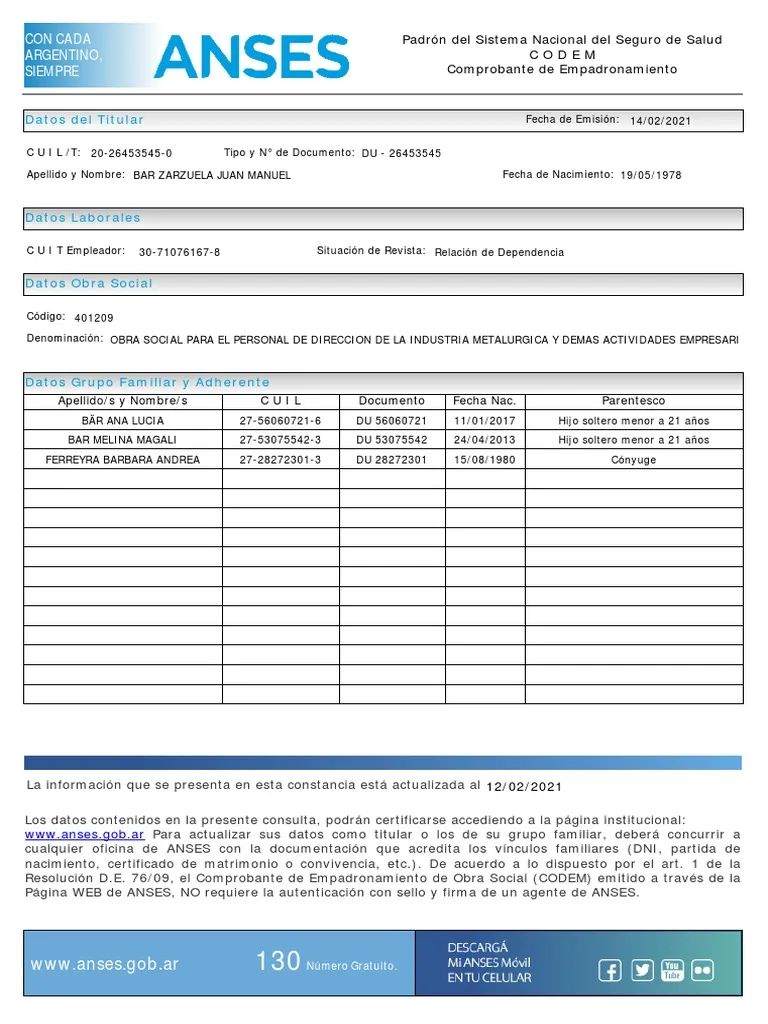 CON CADA
ARGENTINO,
SIEMPRE
ANSES
Padrón del Sistema Nacional del Seguro de Salud
C O D E M
Comprobante de Empadronamiento
Datos del Titular Fecha de Emisión: 14/02/2021
C U I L /T: 20-26453545-0 Tipo y Nº de Documento: DU - 26453545
Apellido y Nombre: BAR ZARZUELA JUAN MANUEL Fecha de Nacimiento: 19/05/1978
Datos Laborales
C U I T Empleador: 30-71076167-8 Situación de Revista: Relación de Dependencia
Datos Obra Social
Código: 401209
Denominación: OBRA SOCIAL PARA EL PERSONAL DE DIRECCION DE LA INDUSTRIA METALURGICA Y DEMAS ACTIVIDADES EMPRESARI
Datos Grupo Familiar y Adherente
Apellido/s y Nombre/s C U I L Documento Fecha Nac. Parentesco
BÄR ANA LUCIA 27-56060721-6 DU 56060721 11/01/2017 Hijo soltero menor a 21 años
BAR MELINA MAGALI 27-53075542-3 DU 53075542 24/04/2013 Hijo soltero menor a 21 años
FERREYRA BARBARA ANDREA 27-28272301-3 DU 28272301 15/08/1980 Cónyuge
La información que se presenta en esta constancia está actualizada al 12/02/2021
Los datos contenidos en la presente consulta, podrán certificarse accediendo a la página institucional:
www.anses.gob.ar Para actualizar sus datos como titular o los de su grupo familiar, deberá concurrir a
cualquier oficina de ANSES con la documentación que acredita los vínculos familiares (DNI, partida de
nacimiento, certificado de matrimonio o convivencia, etc.). De acuerdo a lo dispuesto por el art. 1 de la
Resolución D.E. 76/09, el Comprobante de Empadronamiento de Obra Social (CODEM) emitido a través de la
Página WEB de ANSES, NO requiere la autenticación con sello y firma de un agente de ANSES.
www.anses.gob.ar 130 Número Gratuito.
DESCARGÁ
Mi ANSES Móvil
EN TU CELULAR
You Tube